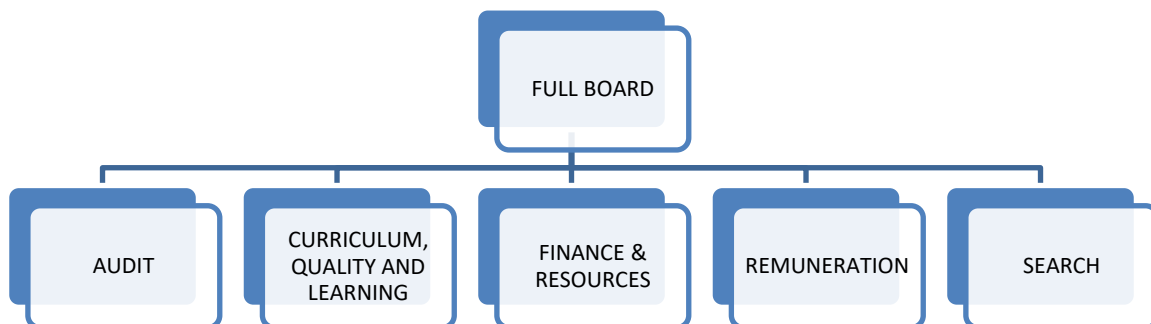 FULL BOARD
AUDIT
CURRICULUM,
QUALITY AND
LEARNING
FINANCE &
RESOURCES
REMUNERATION
SEARCH